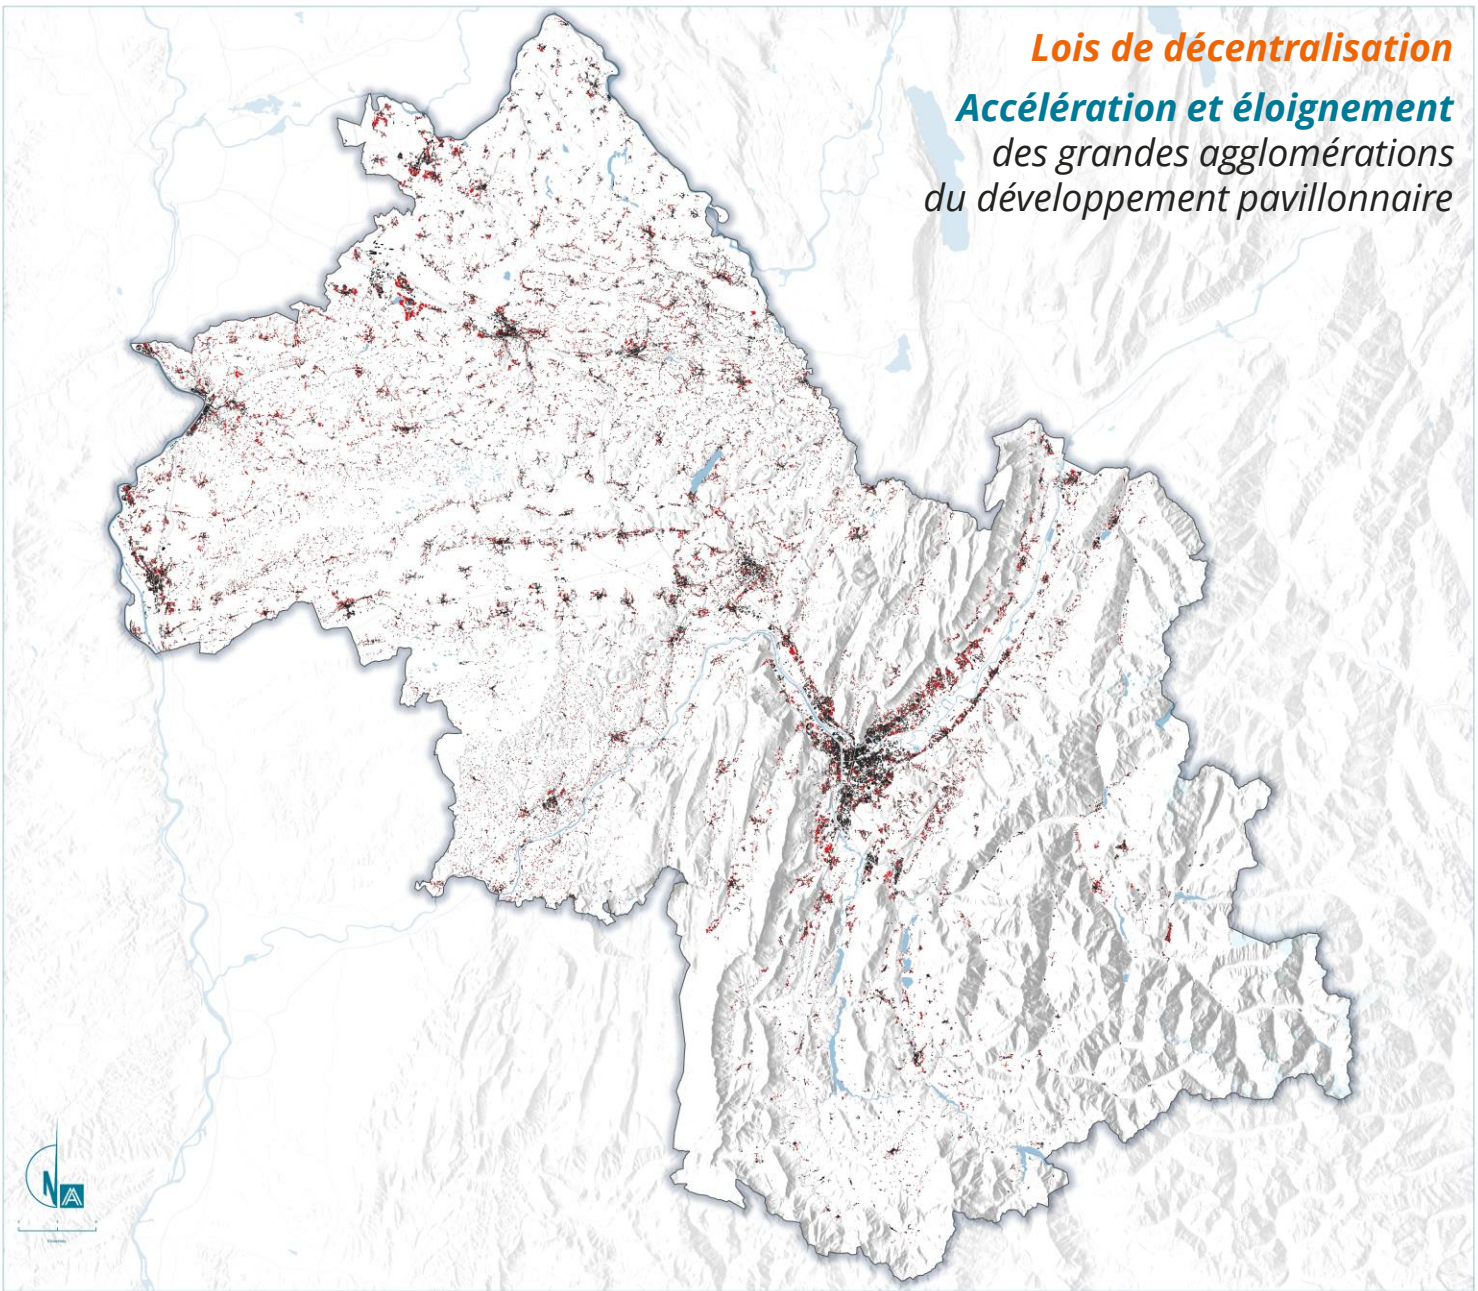 Lois de décentralisation
Accélération et éloignement
des grandes agglomérations
du développement pavillonnaire
N